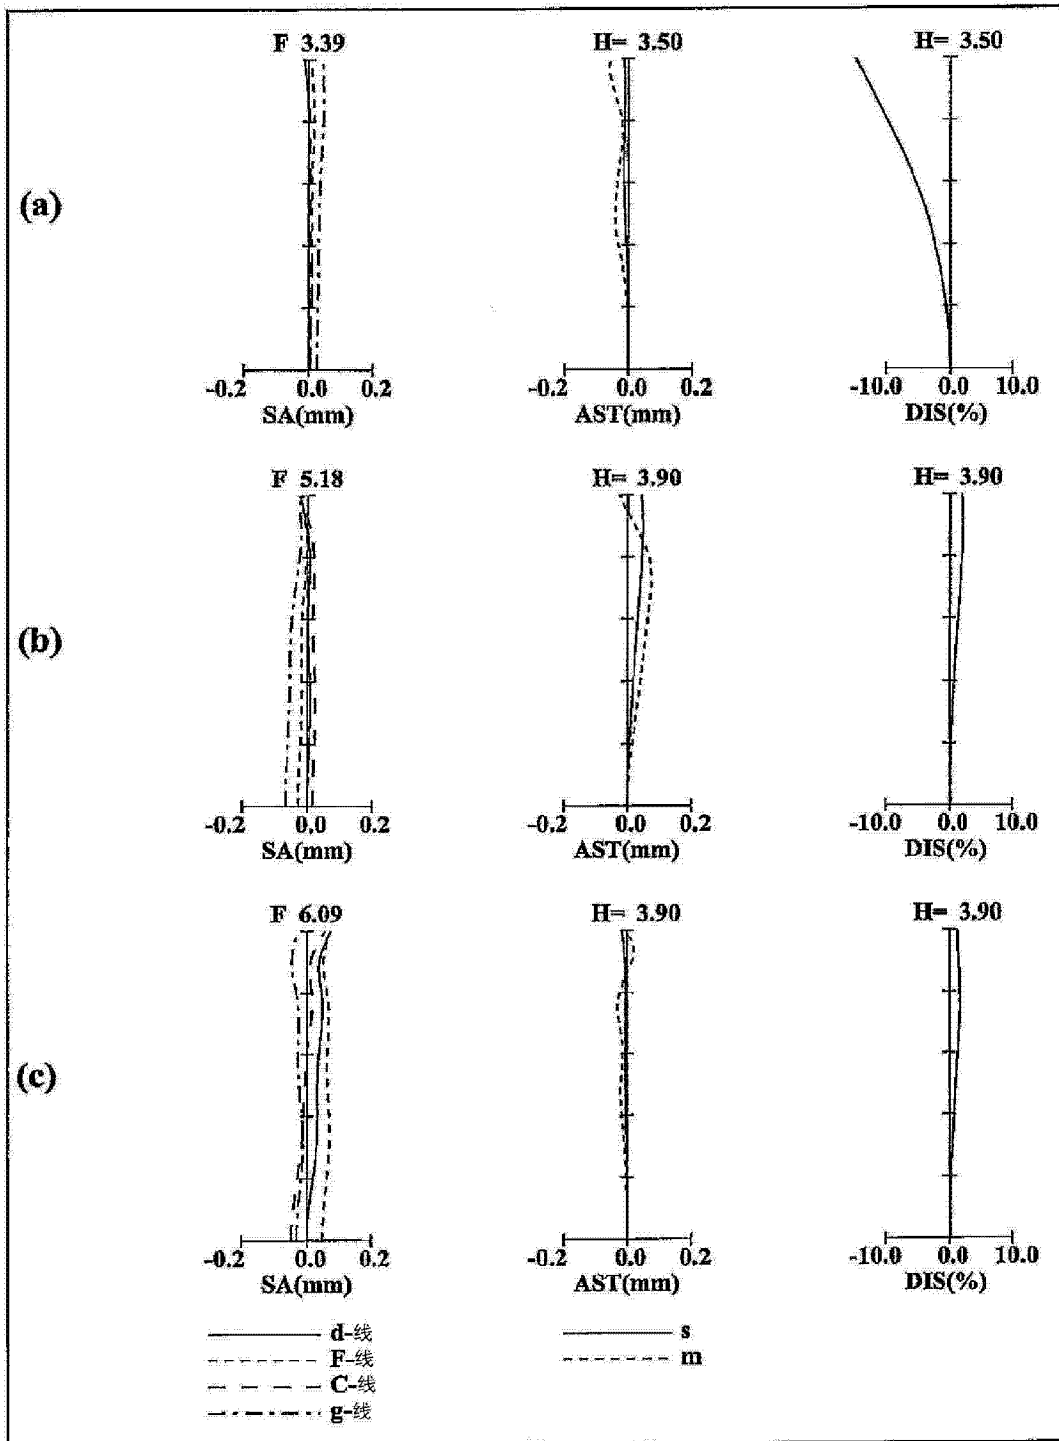 F 3.39 H= 3.50 H= 3.50
(a)
-0.2 0.0 0.2 -0.2 0.0 0.2 -10.0 0.0 10.0
SA(mm) AST(mm) DIS(%)
F 5.18 H= 3.90 H= 3.90
(b)
-0.2 0.0 0.2 -0.2 0.0 0.2 -10.0 0.0 10.0
SA(mm) AST(mm) DIS(%)
F 6.09 H= 3.90 H= 3.90
(c)
-0.2 0.0 0.2 -0.2 0.0 0.2 -10.0 0.0 10.0
SA(mm) AST(mm) DIS(%)
d-线 s
F-线 m
C-线
g-线